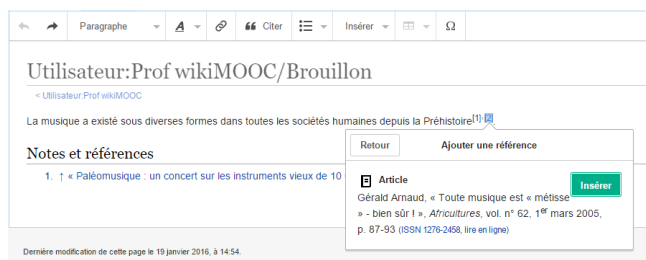 Paragraphe A Citer Insérer Ω
Utilisateur:Prof wikiMOOC/Brouillon
< Utilisateur:Prof wikiMOOC
La musique a existé sous diverses formes dans toutes les sociétés humaines depuis la Préhistoire[1] [2]
Retour Ajouter une référence
Notes et références
1. ↑ « Paléomusique : un concert sur les instruments vieux de 10
Article
Insérer
Gérald Arnaud, « Toute musique est « métisse
» - bien sûr ! », Africultures, vol. n° 62, 1er mars 2005,
p. 87-93 (ISSN 1276-2458, lire en ligne)
Dernière modification de cette page le 19 janvier 2016, à 14:54.